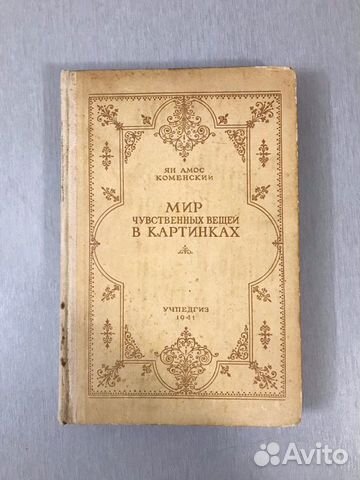 ЯН АМОС
КОМЕНСКИЙ
МИР
ЧУВСТВЕННЫХ ВЕЩЕЙ
В КАРТИНКАХ
УЧПЕДГИЗ
1941
Avito